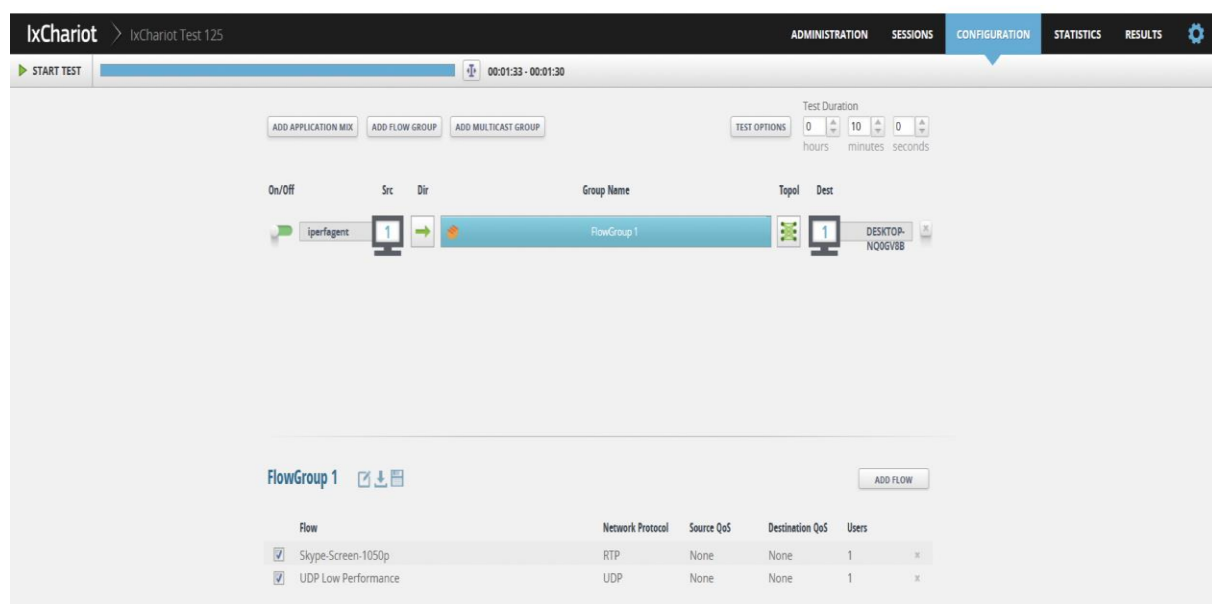 IxChariot IxChariot Test 125 ADMINISTRATION SESSIONS CONFIGURATION STATISTICS RESULTS
START TEST 00:01:33 - 00:01:30
Test Duration
ADD APPLICATION MIX ADD FLOW GROUP ADD MULTICAST GROUP TEST OPTIONS 0 10 0
hours minutes seconds
On/Off Src Dir Group Name Topol Dest
iperfagent 1 FlowGroup 1 1 DESKTOP- x
NQ0GV8B
FlowGroup 1 ADD FLOW
Flow Network Protocol Source QoS Destination QoS Users
Skype-Screen-1050p RTP None None 1 x
UDP Low Performance UDP None None 1 x